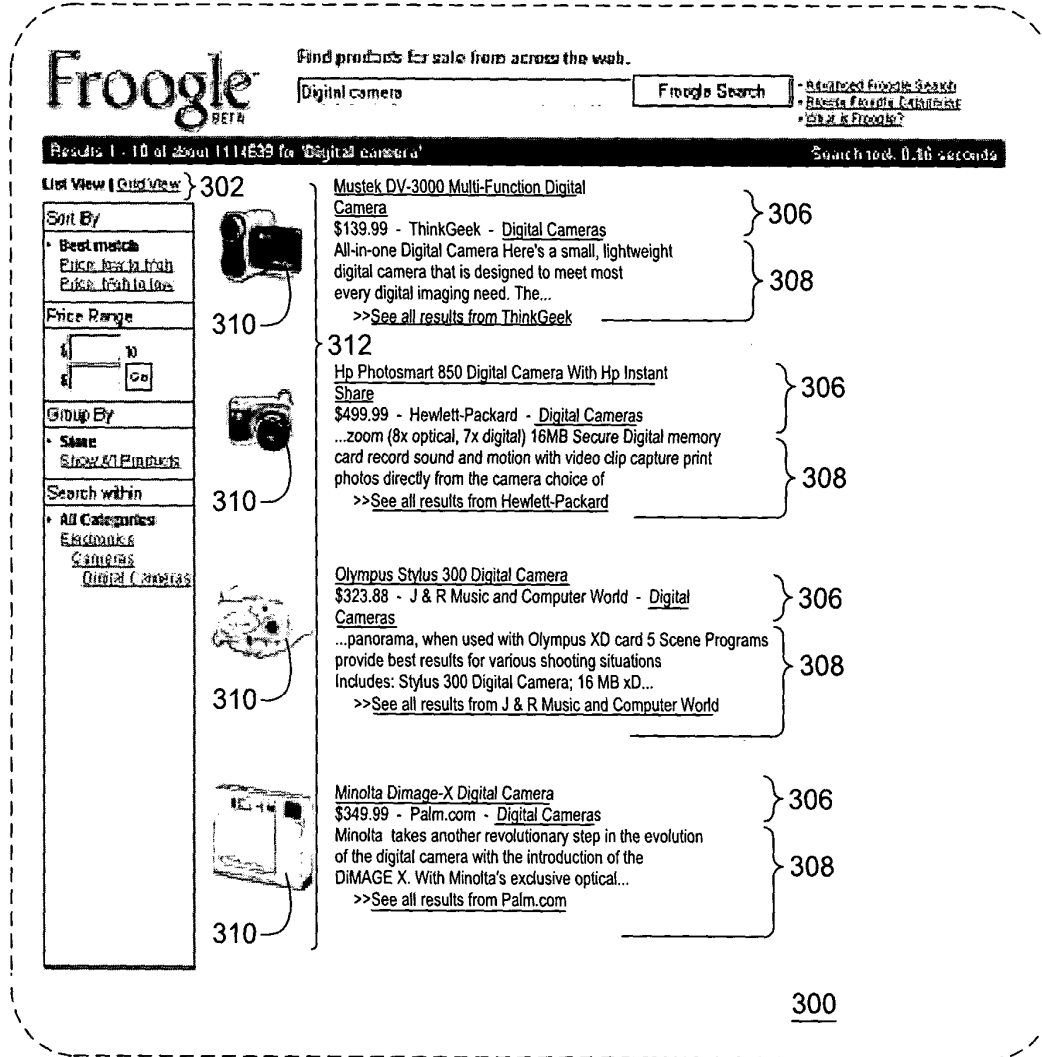 Froogle
BETA
Find products for sale from across the web.
Digital camera
Froogle Search
• Advanced Froogle Search
• Browse Froogle Categories
• What is Froogle?
Results 1 - 10 of about 1114639 for 'Digital camera'
Search took 0.86 seconds
List View | Grid View
302
Sort By
• Best match
Price: low to high
Price: high to low
Price Range
$
to
$
Go!
Group By
• Store
Show All Products
Search within
• All Categories
Electronics
Cameras
Digital Cameras
312
310
Mustek DV-3000 Multi-Function Digital
Camera
$139.99 - ThinkGeek - Digital Cameras
306
All-in-one Digital Camera Here's a small, lightweight
digital camera that is designed to meet most
every digital imaging need. The...
>>See all results from ThinkGeek
308
310
Hp Photosmart 850 Digital Camera With Hp Instant
Share
$499.99 - Hewlett-Packard - Digital Cameras
306
...zoom (8x optical, 7x digital) 16MB Secure Digital memory
card record sound and motion with video clip capture print
photos directly from the camera choice of
>>See all results from Hewlett-Packard
308
310
Olympus Stylus 300 Digital Camera
$323.88 - J & R Music and Computer World - Digital
Cameras
306
...panorama, when used with Olympus XD card 5 Scene Programs
provide best results for various shooting situations
Includes: Stylus 300 Digital Camera; 16 MB xD...
>>See all results from J & R Music and Computer World
308
310
Minolta Dimage-X Digital Camera
$349.99 - Palm.com - Digital Cameras
306
Minolta takes another revolutionary step in the evolution
of the digital camera with the introduction of the
DiMAGE X. With Minolta's exclusive optical...
>>See all results from Palm.com
308
300